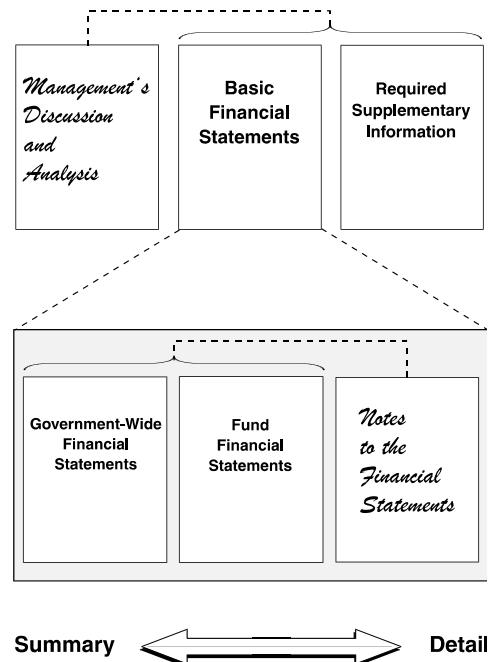 Management's
Discussion
and
Analysis
Basic
Financial
Statements
Required
Supplementary
Information
Government-Wide
Financial
Statements
Fund
Financial
Statements
Notes
to the
Financial
Statements
Summary
Detail